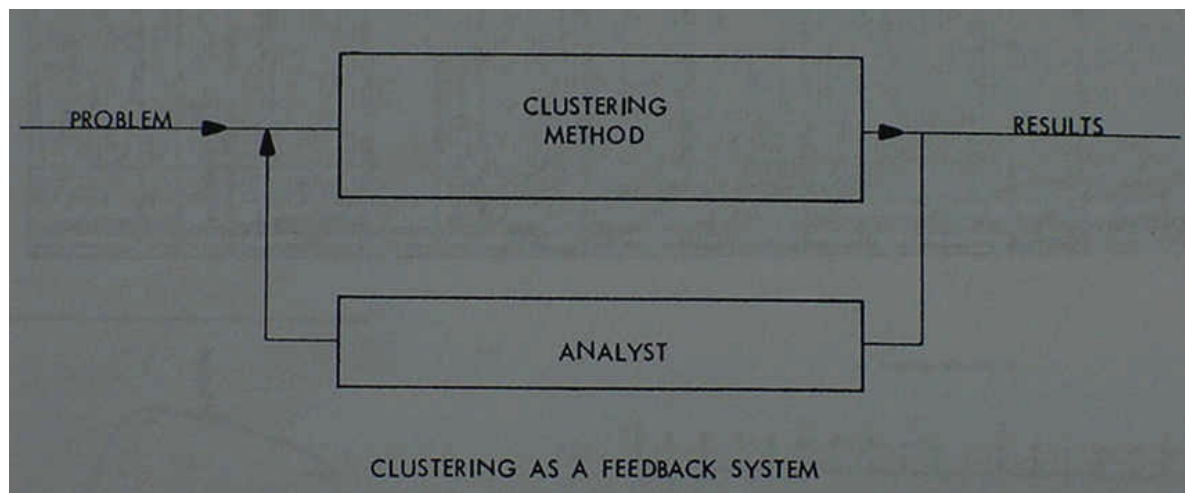 CLUSTERING
METHOD
PROBLEM
RESULTS
ANALYST
CLUSTERING AS A FEEDBACK SYSTEM